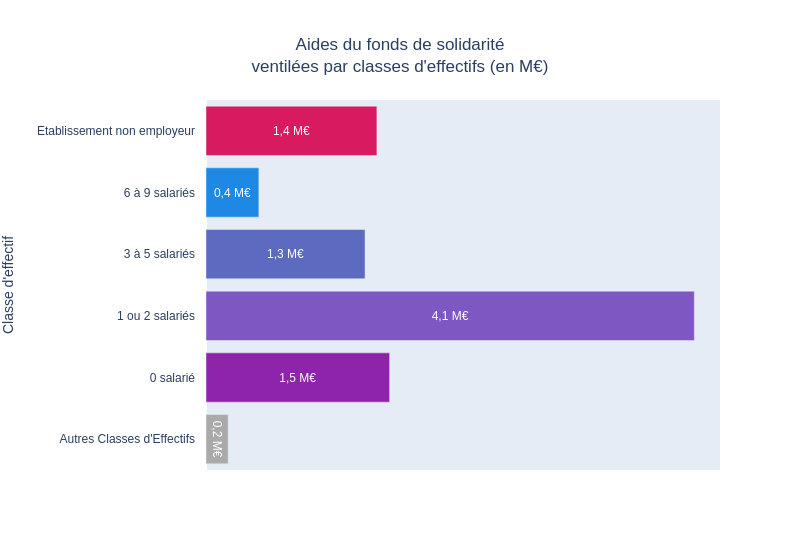 Aides du fonds de solidarité
ventilées par classes d'effectifs (en M€)
Classe d'effectif
Etablissement non employeur
1,4 M€
6 à 9 salariés
0,4 M€
3 à 5 salariés
1,3 M€
1 ou 2 salariés
4,1 M€
0 salarié
1,5 M€
Autres Classes d'Effectifs
0,2 M€